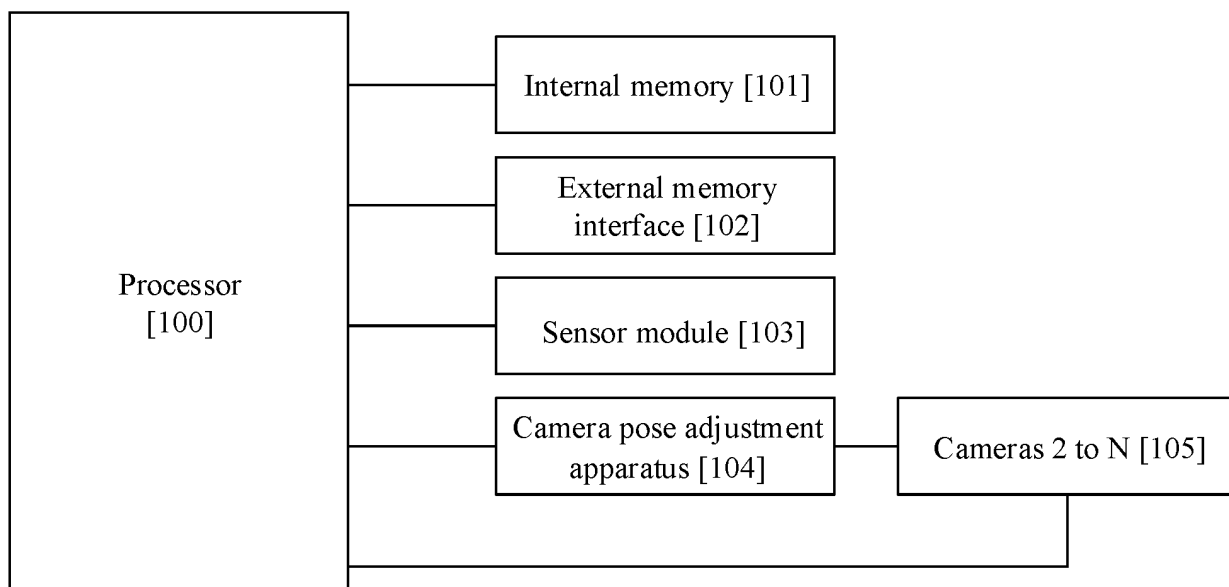 Processor
[100]
Internal memory [101]
External memory
interface [102]
Sensor module [103]
Camera pose adjustment
apparatus [104]
Cameras 2 to N [105]